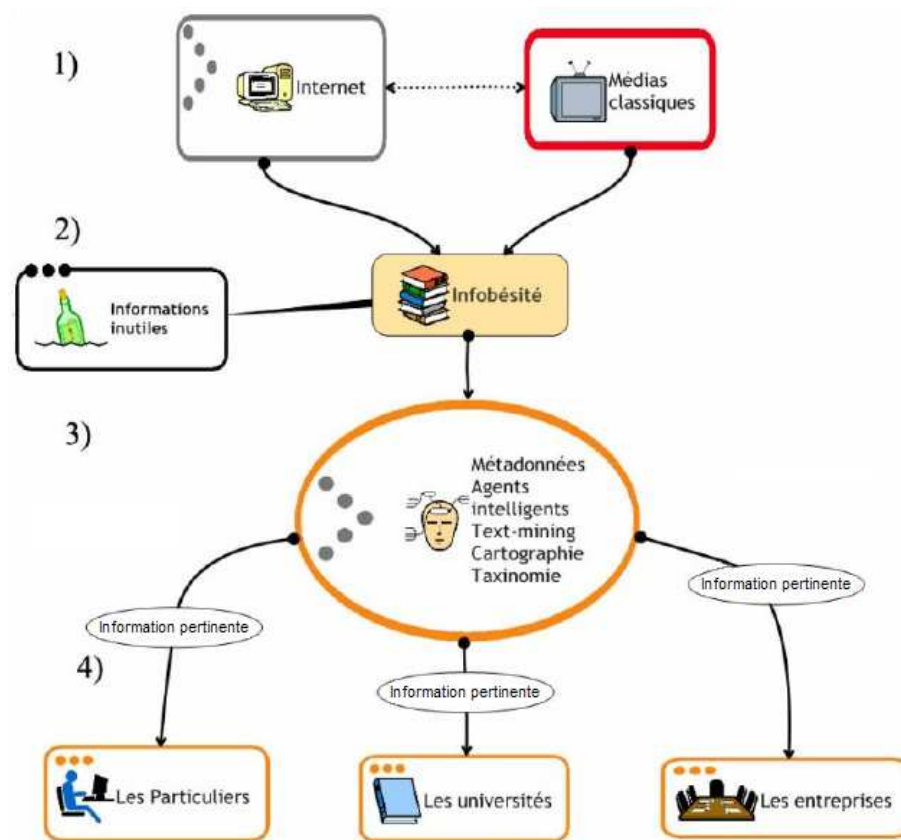 1)
Internet
Médias
classiques
2)
Informations
inutiles
Infobésité
3)
Métadonnées
Agents
intelligents
Text-mining
Cartographie
Taxinomie
Information pertinente
Information pertinente
4)
Information pertinente
Les Particuliers
Les universités
Les entreprises